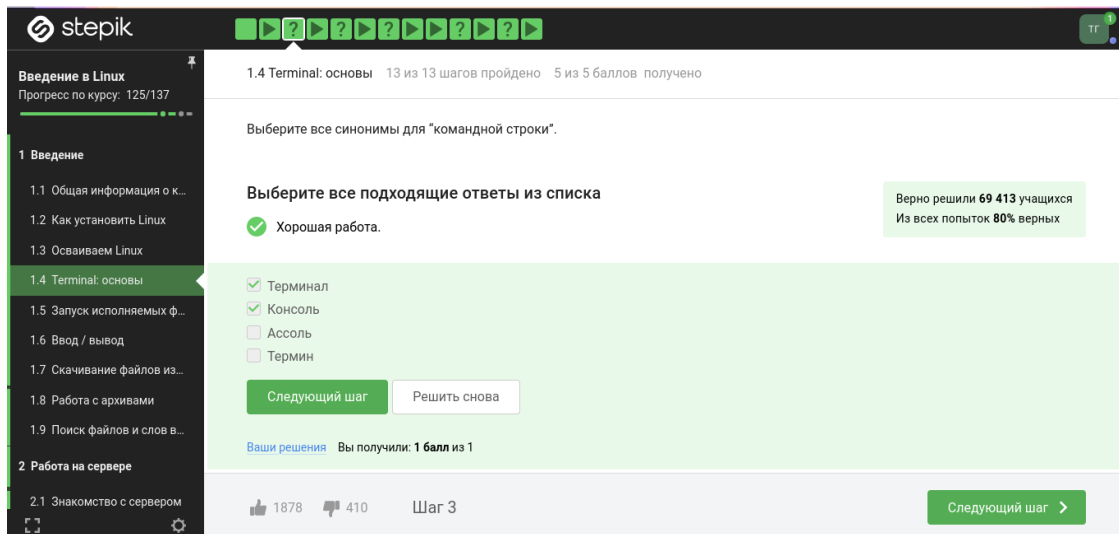 stepik
ТГ
1
Введение в Linux
Прогресс по курсу: 125/137
1 Введение
1.1 Общая информация о к...
1.2 Как установить Linux
1.3 Осваиваем Linux
1.4 Terminal: основы
1.5 Запуск исполняемых ф...
1.6 Ввод / вывод
1.7 Скачивание файлов из...
1.8 Работа с архивами
1.9 Поиск файлов и слов в...
2 Работа на сервере
2.1 Знакомство с сервером
1.4 Terminal: основы 13 из 13 шагов пройдено 5 из 5 баллов получено
Выберите все синонимы для “командной строки”.
Выберите все подходящие ответы из списка
Хорошая работа.
Верно решили 69 413 учащихся
Из всех попыток 80% верных
Терминал
Консоль
Ассоль
Термин
Следующий шаг Решить снова
Ваши решения Вы получили: 1 балл из 1
1878 410 Шаг 3 Следующий шаг